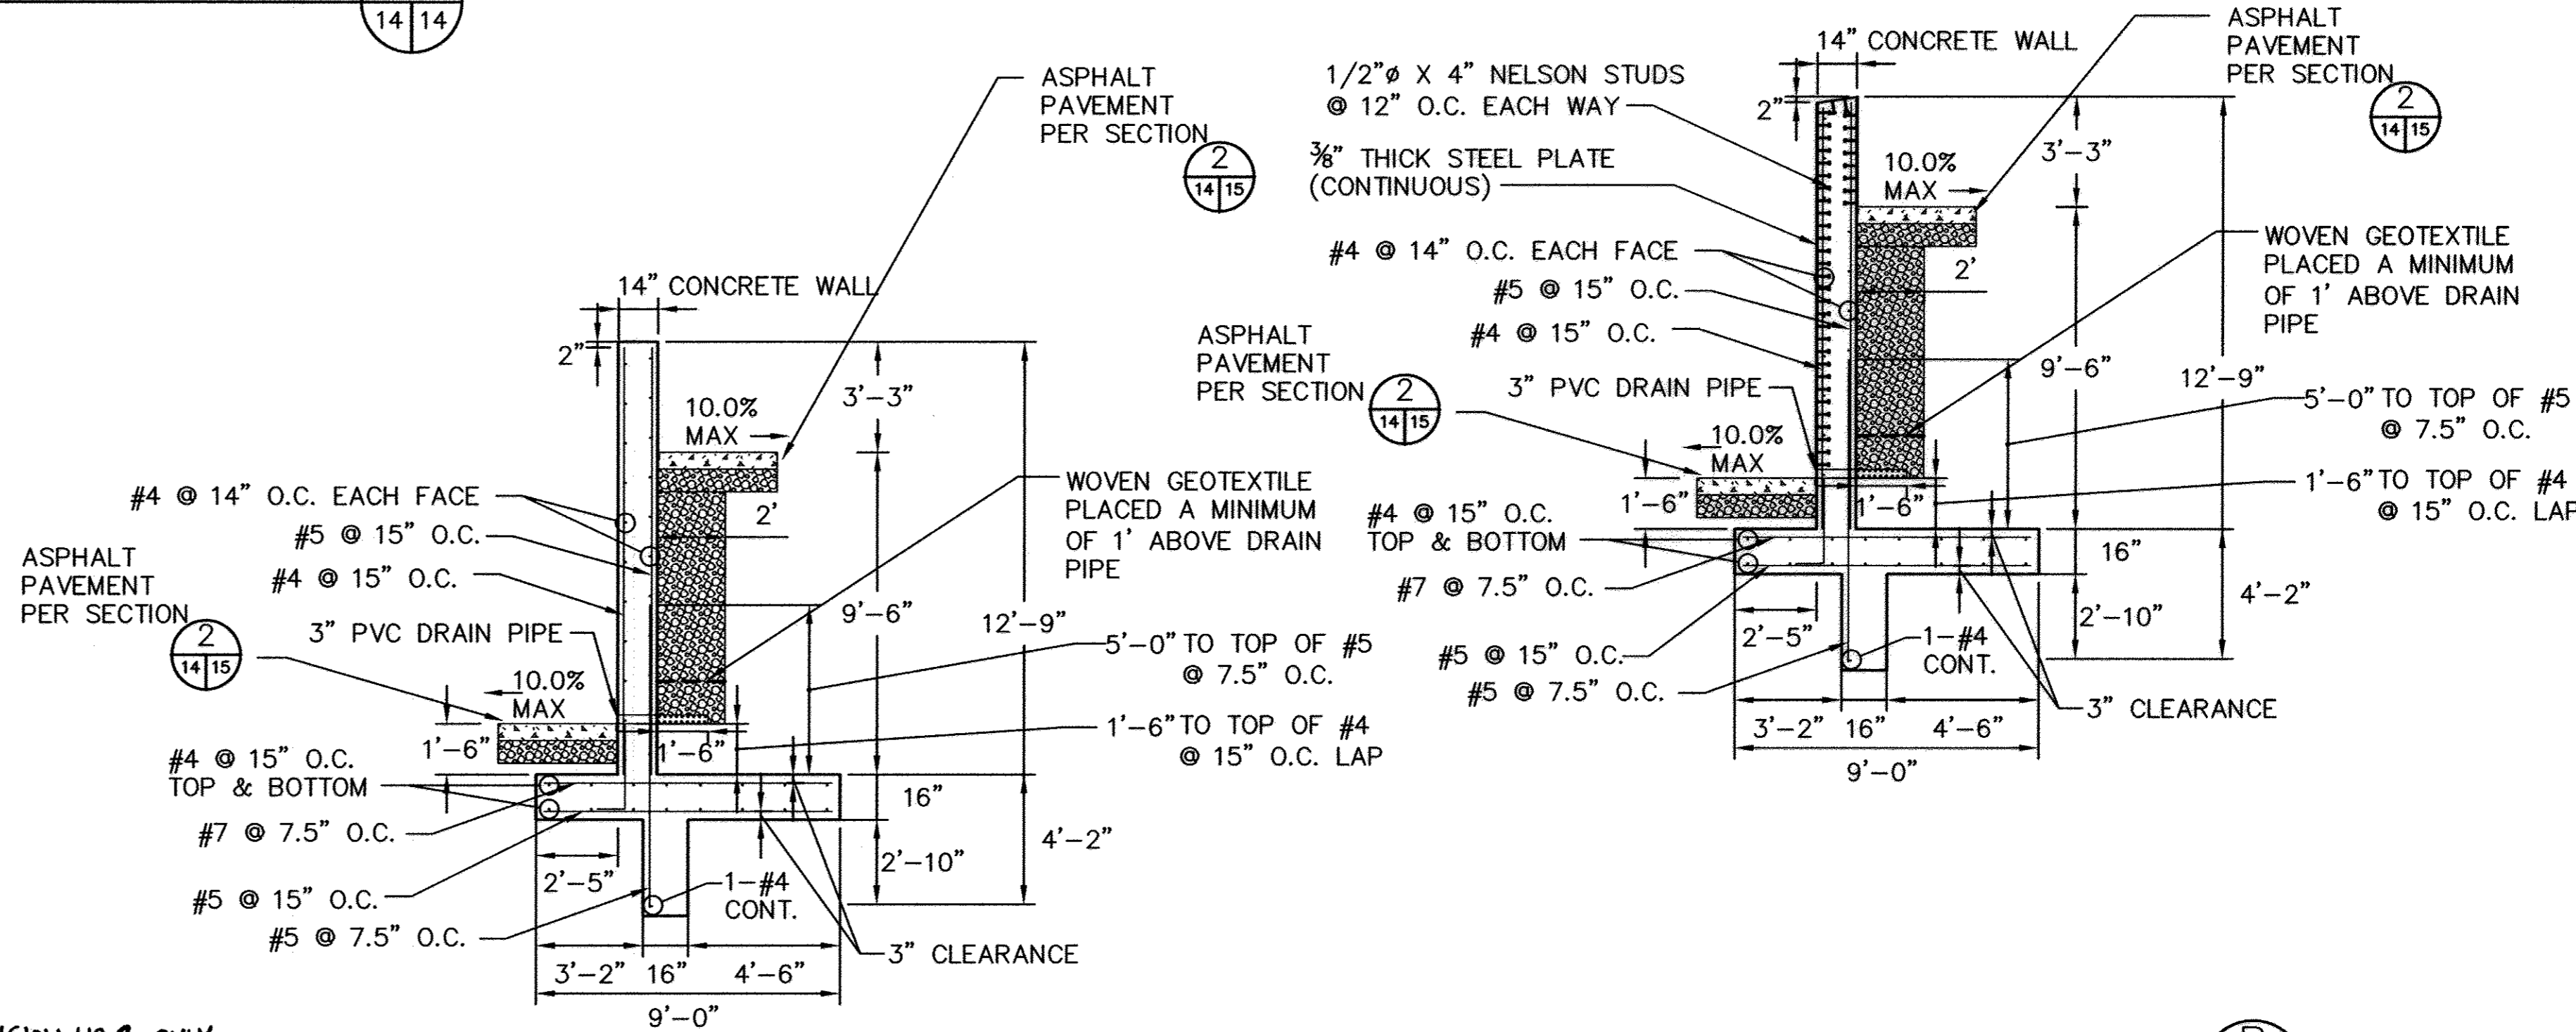 14 14
ASPHALT
PAVEMENT
PER SECTION
2
14 15
14" CONCRETE WALL
2"
3'-3"
10.0%
MAX
#4 @ 14" O.C. EACH FACE
#5 @ 15" O.C.
#4 @ 15" O.C.
2'
WOVEN GEOTEXTILE
PLACED A MINIMUM
OF 1' ABOVE DRAIN
PIPE
ASPHALT
PAVEMENT
PER SECTION
2
14 15
3" PVC DRAIN PIPE
9'-6"
12'-9"
5'-0" TO TOP OF #5
@ 7.5" O.C.
10.0%
MAX
1'-6"
1'-6"
1'-6" TO TOP OF #4
@ 15" O.C. LAP
#4 @ 15" O.C.
TOP & BOTTOM
#7 @ 7.5" O.C.
16"
4'-2"
2'-10"
2'-5"
#5 @ 15" O.C.
#5 @ 7.5" O.C.
1-#4
CONT.
3" CLEARANCE
3'-2" 16" 4'-6"
9'-0"
ASPHALT
PAVEMENT
PER SECTION
2
14 15
14" CONCRETE WALL
1/2"ø X 4" NELSON STUDS
@ 12" O.C. EACH WAY
2"
3'-3"
3/8" THICK STEEL PLATE
(CONTINUOUS)
10.0%
MAX
#4 @ 14" O.C. EACH FACE
#5 @ 15" O.C.
#4 @ 15" O.C.
2'
WOVEN GEOTEXTILE
PLACED A MINIMUM
OF 1' ABOVE DRAIN
PIPE
ASPHALT
PAVEMENT
PER SECTION
2
14 15
3" PVC DRAIN PIPE
9'-6"
12'-9"
5'-0" TO TOP OF #5
@ 7.5" O.C.
10.0%
MAX
1'-6"
1'-6"
1'-6" TO TOP OF #4
@ 15" O.C. LAP
#4 @ 15" O.C.
TOP & BOTTOM
#7 @ 7.5" O.C.
16"
4'-2"
2'-10"
2'-5"
#5 @ 15" O.C.
#5 @ 7.5" O.C.
1-#4
CONT.
3" CLEARANCE
3'-2" 16" 4'-6"
9'-0"